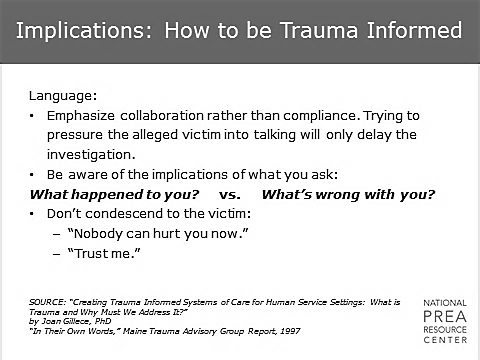 Implications: How to be Trauma Informed
Language:
• Emphasize collaboration rather than compliance. Trying to
pressure the alleged victim into talking will only delay the
investigation.
• Be aware of the implications of what you ask:
What happened to you? vs. What's wrong with you?
• Don't condescend to the victim:
– "Nobody can hurt you now."
– "Trust me."
SOURCE: "Creating Trauma Informed Systems of Care for Human Service Settings: What is
Trauma and Why Must We Address It?"
by Joan Gillece, PhD
"In Their Own Words," Maine Trauma Advisory Group Report, 1997
NATIONAL
PREA
RESOURCE
CENTER